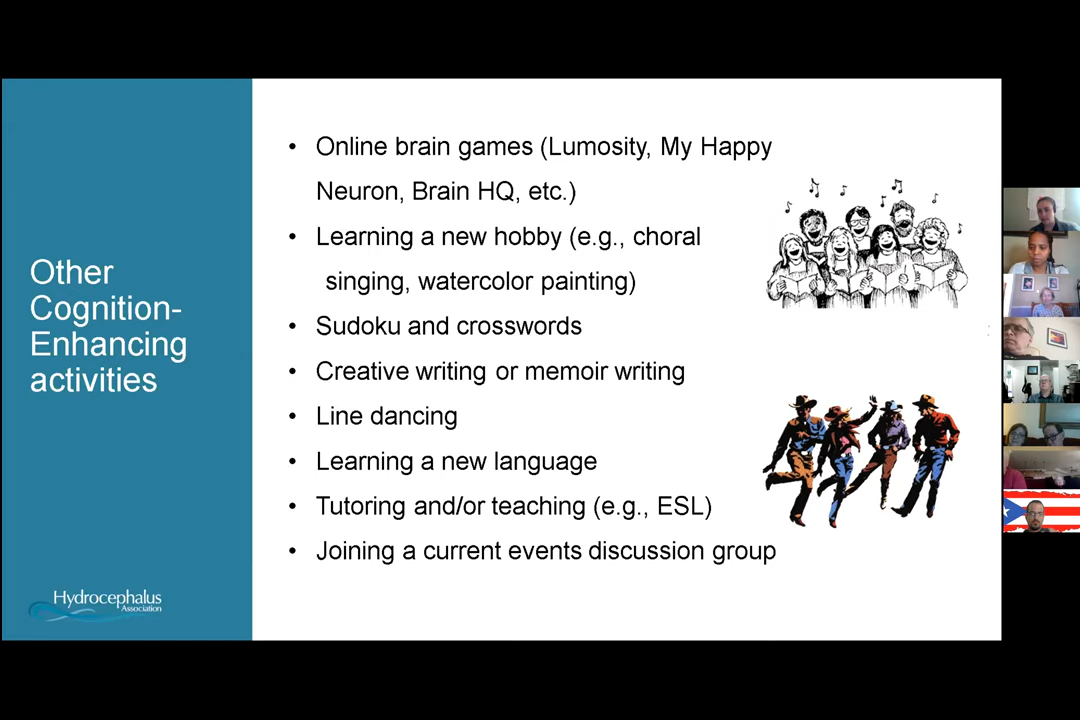 Other
Cognition-
Enhancing
activities
Hydrocephalus
Association
• Online brain games (Lumosity, My Happy
Neuron, Brain HQ, etc.)
• Learning a new hobby (e.g., choral
singing, watercolor painting)
• Sudoku and crosswords
• Creative writing or memoir writing
• Line dancing
• Learning a new language
• Tutoring and/or teaching (e.g., ESL)
• Joining a current events discussion group